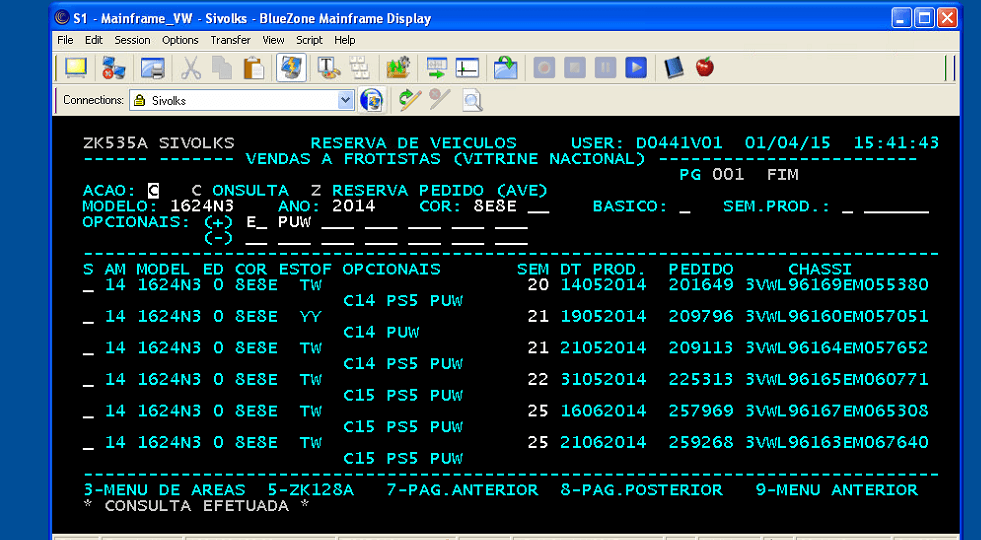 S1 - Mainframe_VW - Sivolks - BlueZone Mainframe Display
File Edit Session Options Transfer View Script Help
Connections: Sivolks
ZK535A SIVOLKS RESERVA DE VEICULOS USER: D0441V01 01/04/15 15:41:43
------ ------- VENDAS A FROTISTAS (VITRINE NACIONAL) ------------------------
PG 001 FIM
ACAO: C C ONSULTA Z RESERVA PEDIDO (AVE)
MODELO: 1624N3 ANO: 2014 COR: 8E8E __ BASICO: _ SEM.PROD.: _ ______
OPCIONAIS: (+) E_ PUW ___ ___ ___ ___ ___
(-) __ ___ ___ ___ ___ ___ ___
-------------------------------------------------------------------------------
S AM MODEL ED COR ESTOF OPCIONAIS SEM DT PROD. PEDIDO CHASSI
_ 14 1624N3 0 8E8E TW 20 14052014 201649 3VWL96169EM055380
C14 PS5 PUW
_ 14 1624N3 0 8E8E YY 21 19052014 209796 3VWL96160EM057051
C14 PUW
_ 14 1624N3 0 8E8E TW 21 21052014 209113 3VWL96164EM057652
C14 PS5 PUW
_ 14 1624N3 0 8E8E TW 22 31052014 225313 3VWL96165EM060771
C15 PS5 PUW
_ 14 1624N3 0 8E8E TW 25 16062014 257969 3VWL96167EM065308
C15 PS5 PUW
_ 14 1624N3 0 8E8E TW 25 21062014 259268 3VWL96163EM067640
C15 PS5 PUW
-------------------------------------------------------------------------------
3-MENU DE AREAS 5-ZK128A 7-PAG.ANTERIOR 8-PAG.POSTERIOR 9-MENU ANTERIOR
* CONSULTA EFETUADA *